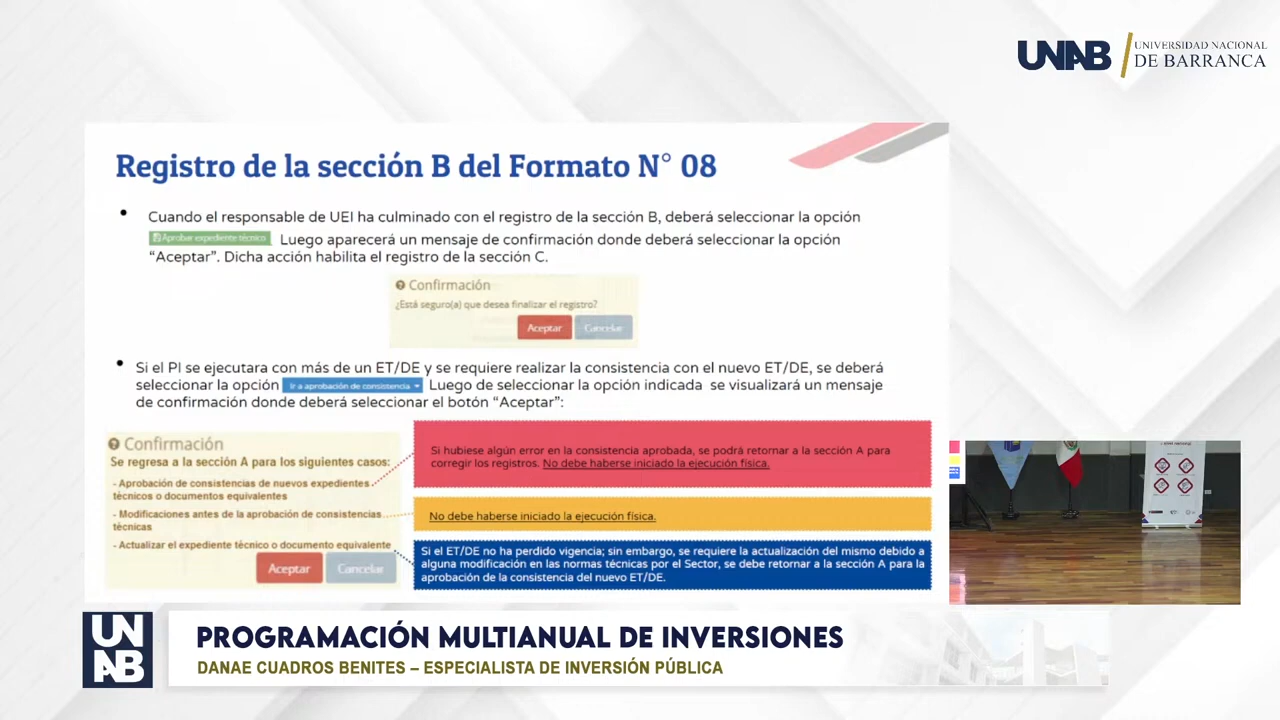 UNAB UNIVERSIDAD NACIONAL
DE BARRANCA
Registro de la sección B del Formato N° 08
• Cuando el responsable de UEI ha culminado con el registro de la sección B, deberá seleccionar la opción
Aprobar expediente técnico Luego aparecerá un mensaje de confirmación donde deberá seleccionar la opción
“Aceptar”. Dicha acción habilita el registro de la sección C.
Confirmación
¿Está seguro(a) que desea finalizar el registro?
Aceptar Cancelar
• Si el PI se ejecutara con más de un ET/DE y se requiere realizar la consistencia con el nuevo ET/DE, se deberá
seleccionar la opción Ir a aprobación de consistencia Luego de seleccionar la opción indicada se visualizará un mensaje
de confirmación donde deberá seleccionar el botón “Aceptar”:
Confirmación
Se regresa a la sección A para los siguientes casos:
- Aprobación de consistencias de nuevos expedientes
técnicos o documentos equivalentes
- Modificaciones antes de la aprobación de consistencias
técnicas
- Actualizar el expediente técnico o documento equivalente
Aceptar Cancelar
Si hubiese algún error en la consistencia aprobada, se podrá retornar a la sección A para
corregir los registros. No debe haberse iniciado la ejecución física.
No debe haberse iniciado la ejecución física.
Si el ET/DE no ha perdido vigencia; sin embargo, se requiere la actualización del mismo debido a
alguna modificación en las normas técnicas por el Sector, se debe retornar a la sección A para la
aprobación de la consistencia del nuevo ET/DE.
UN
AB
PROGRAMACIÓN MULTIANUAL DE INVERSIONES
DANAE CUADROS BENITES – ESPECIALISTA DE INVERSIÓN PÚBLICA